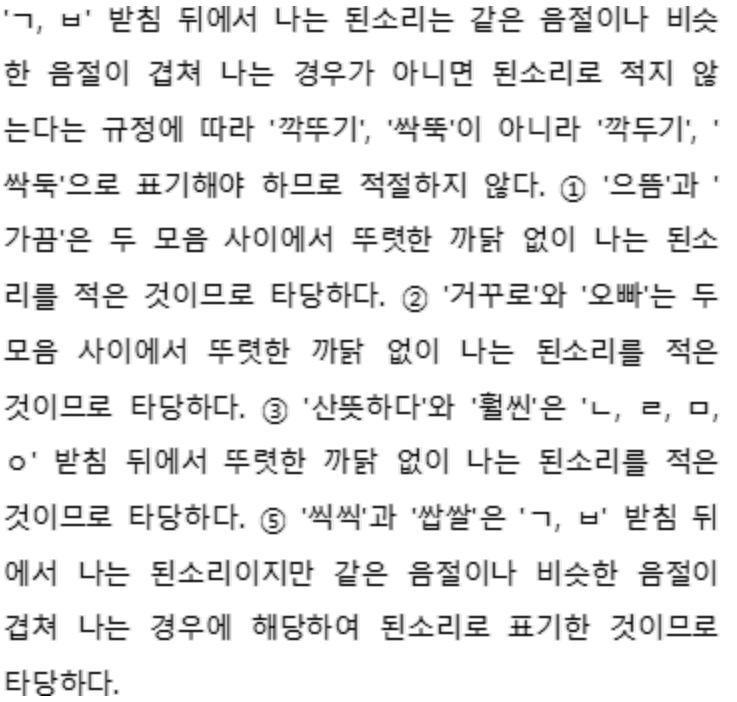 'ㄱ, ㅂ' 받침 뒤에서 나는 된소리는 같은 음절이나 비슷
한 음절이 겹쳐 나는 경우가 아니면 된소리로 적지 않
는다는 규정에 따라 '깍뚜기', '싹뚝'이 아니라 '깍두기', '
싹둑'으로 표기해야 하므로 적절하지 않다. ① '으뜸'과 '
가끔'은 두 모음 사이에서 뚜렷한 까닭 없이 나는 된소
리를 적은 것이므로 타당하다. ② '거꾸로'와 '오빠'는 두
모음 사이에서 뚜렷한 까닭 없이 나는 된소리를 적은
것이므로 타당하다. ③ '산뜻하다'와 '훨씬'은 'ㄴ, ㄹ, ㅁ,
ㅇ' 받침 뒤에서 뚜렷한 까닭 없이 나는 된소리를 적은
것이므로 타당하다. ⑤ '씩씩'과 '쌉쌀'은 'ㄱ, ㅂ' 받침 뒤
에서 나는 된소리이지만 같은 음절이나 비슷한 음절이
겹쳐 나는 경우에 해당하여 된소리로 표기한 것이므로
타당하다.